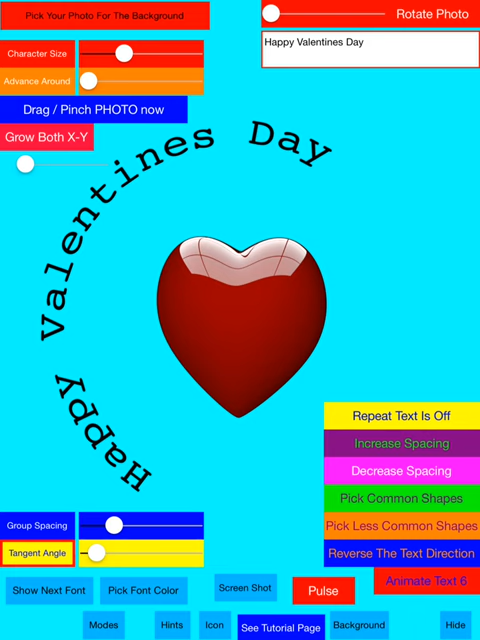 Pick Your Photo For The Background
Rotate Photo
Happy Valentines Day
Character Size
Advance Around
Drag / Pinch PHOTO now
Grow Both X-Y
Happy Valentines Day
Repeat Text Is Off
Increase Spacing
Decrease Spacing
Pick Common Shapes
Pick Less Common Shapes
Reverse The Text Direction
Animate Text 6
Group Spacing
Tangent Angle
Show Next Font
Pick Font Color
Screen Shot
Pulse
Modes
Hints
Icon
See Tutorial Page
Background
Hide